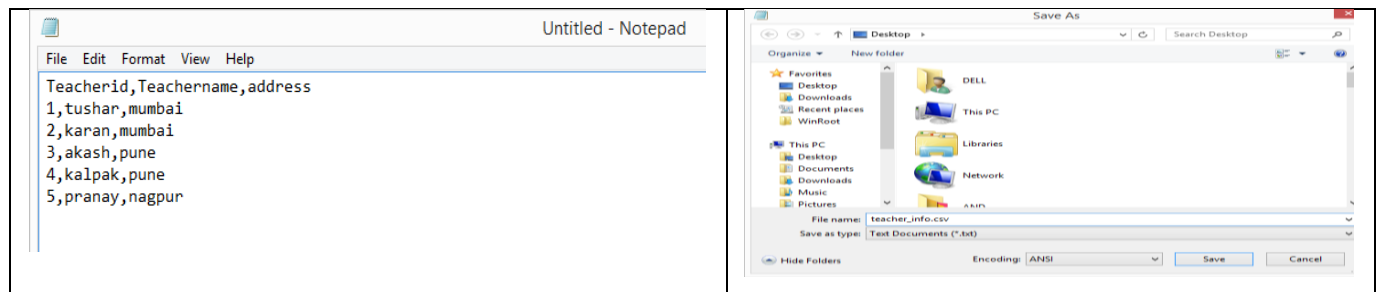 Untitled - Notepad
File Edit Format View Help
Teacherid,Teachername,address
1,tushar,mumbai
2,karan,mumbai
3,akash,pune
4,kalpak,pune
5,pranay,nagpur
Save As
Desktop
Search Desktop
Organize
New folder
Favorites
Desktop
Downloads
Recent places
WinRoot
This PC
Desktop
Documents
Downloads
Music
Pictures
DELL
This PC
Libraries
Network
File name: teacher_info.csv
Save as type: Text Documents (*.txt)
Hide Folders
Encoding: ANSI
Save
Cancel